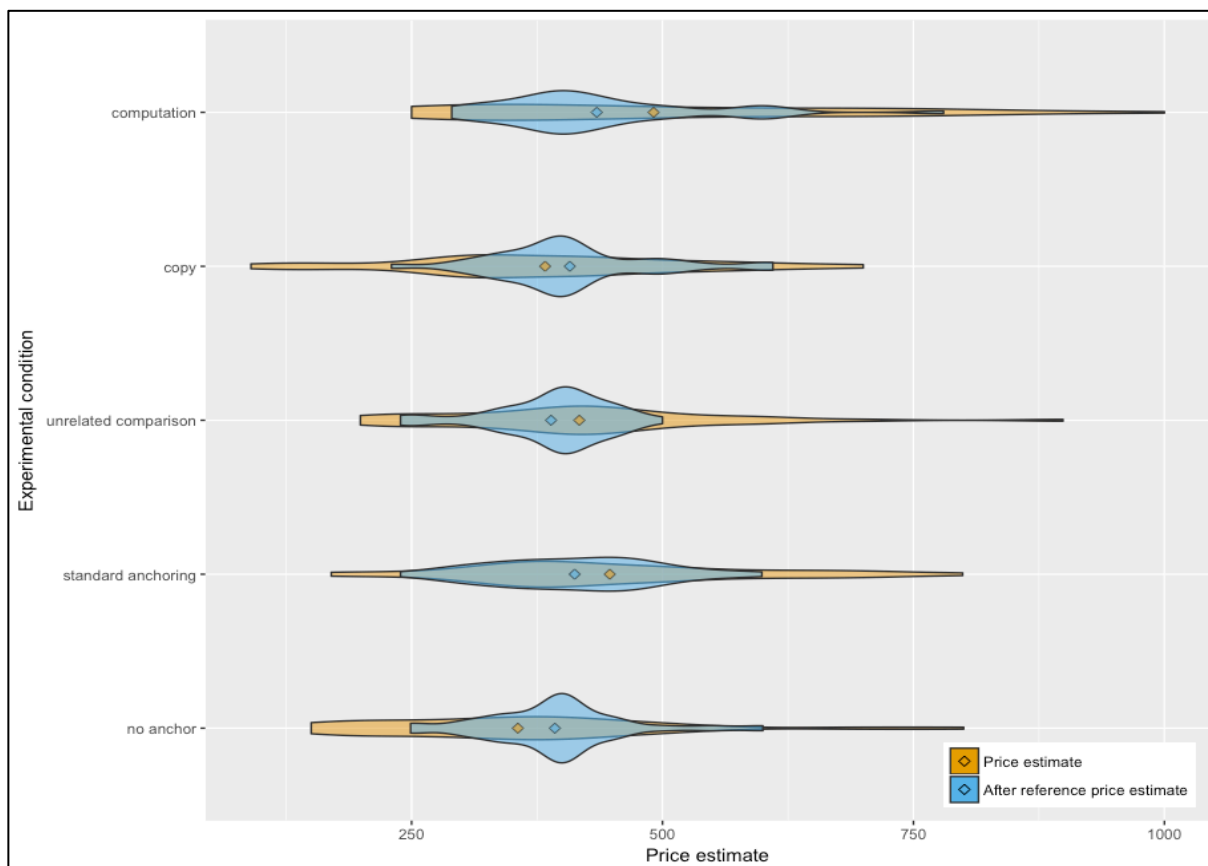 computation
copy
unrelated comparison
standard anchoring
no anchor
Experimental condition
Price estimate
After reference price estimate
250
500
750
1000
Price estimate